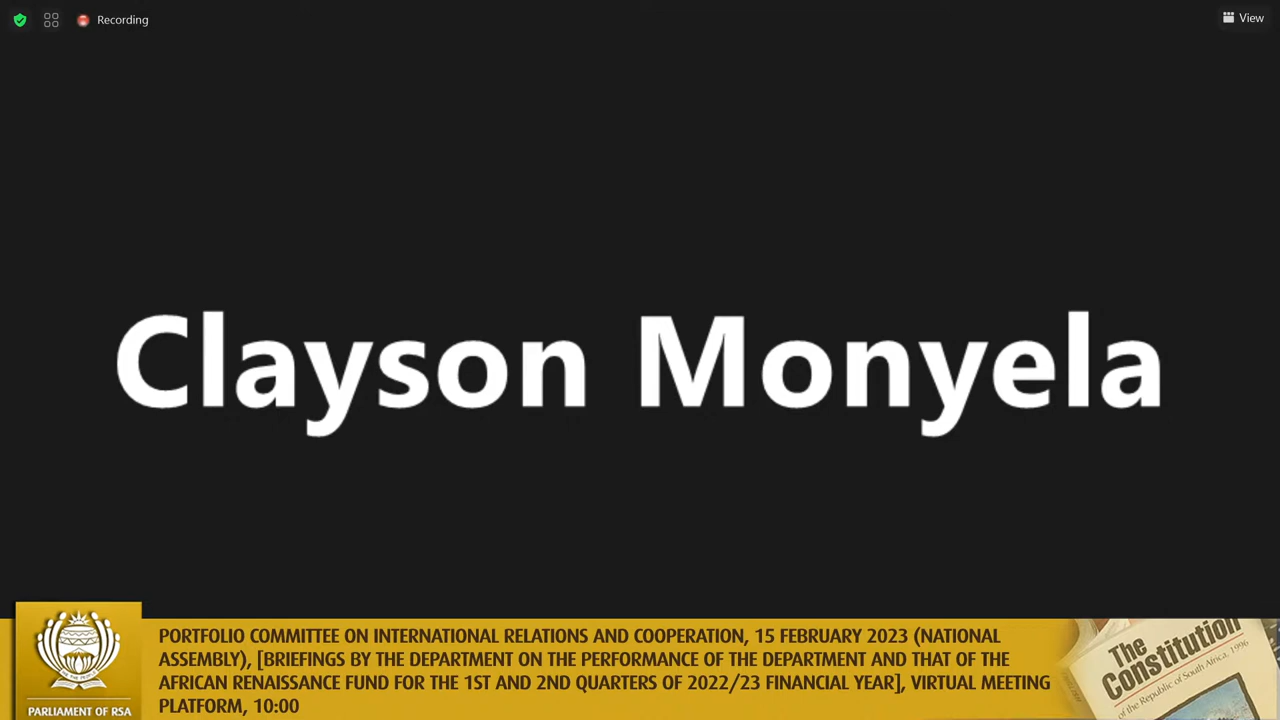 Recording
View
Clayson Monyela
PORTFOLIO COMMITTEE ON INTERNATIONAL RELATIONS AND COOPERATION, 15 FEBRUARY 2023 (NATIONAL
ASSEMBLY), [BRIEFINGS BY THE DEPARTMENT ON THE PERFORMANCE OF THE DEPARTMENT AND THAT OF THE
AFRICAN RENAISSANCE FUND FOR THE 1ST AND 2ND QUARTERS OF 2022/23 FINANCIAL YEAR], VIRTUAL MEETING
PLATFORM, 10:00
PARLIAMENT OF RSA
The
Constitution
of the Republic of South Africa, 1996